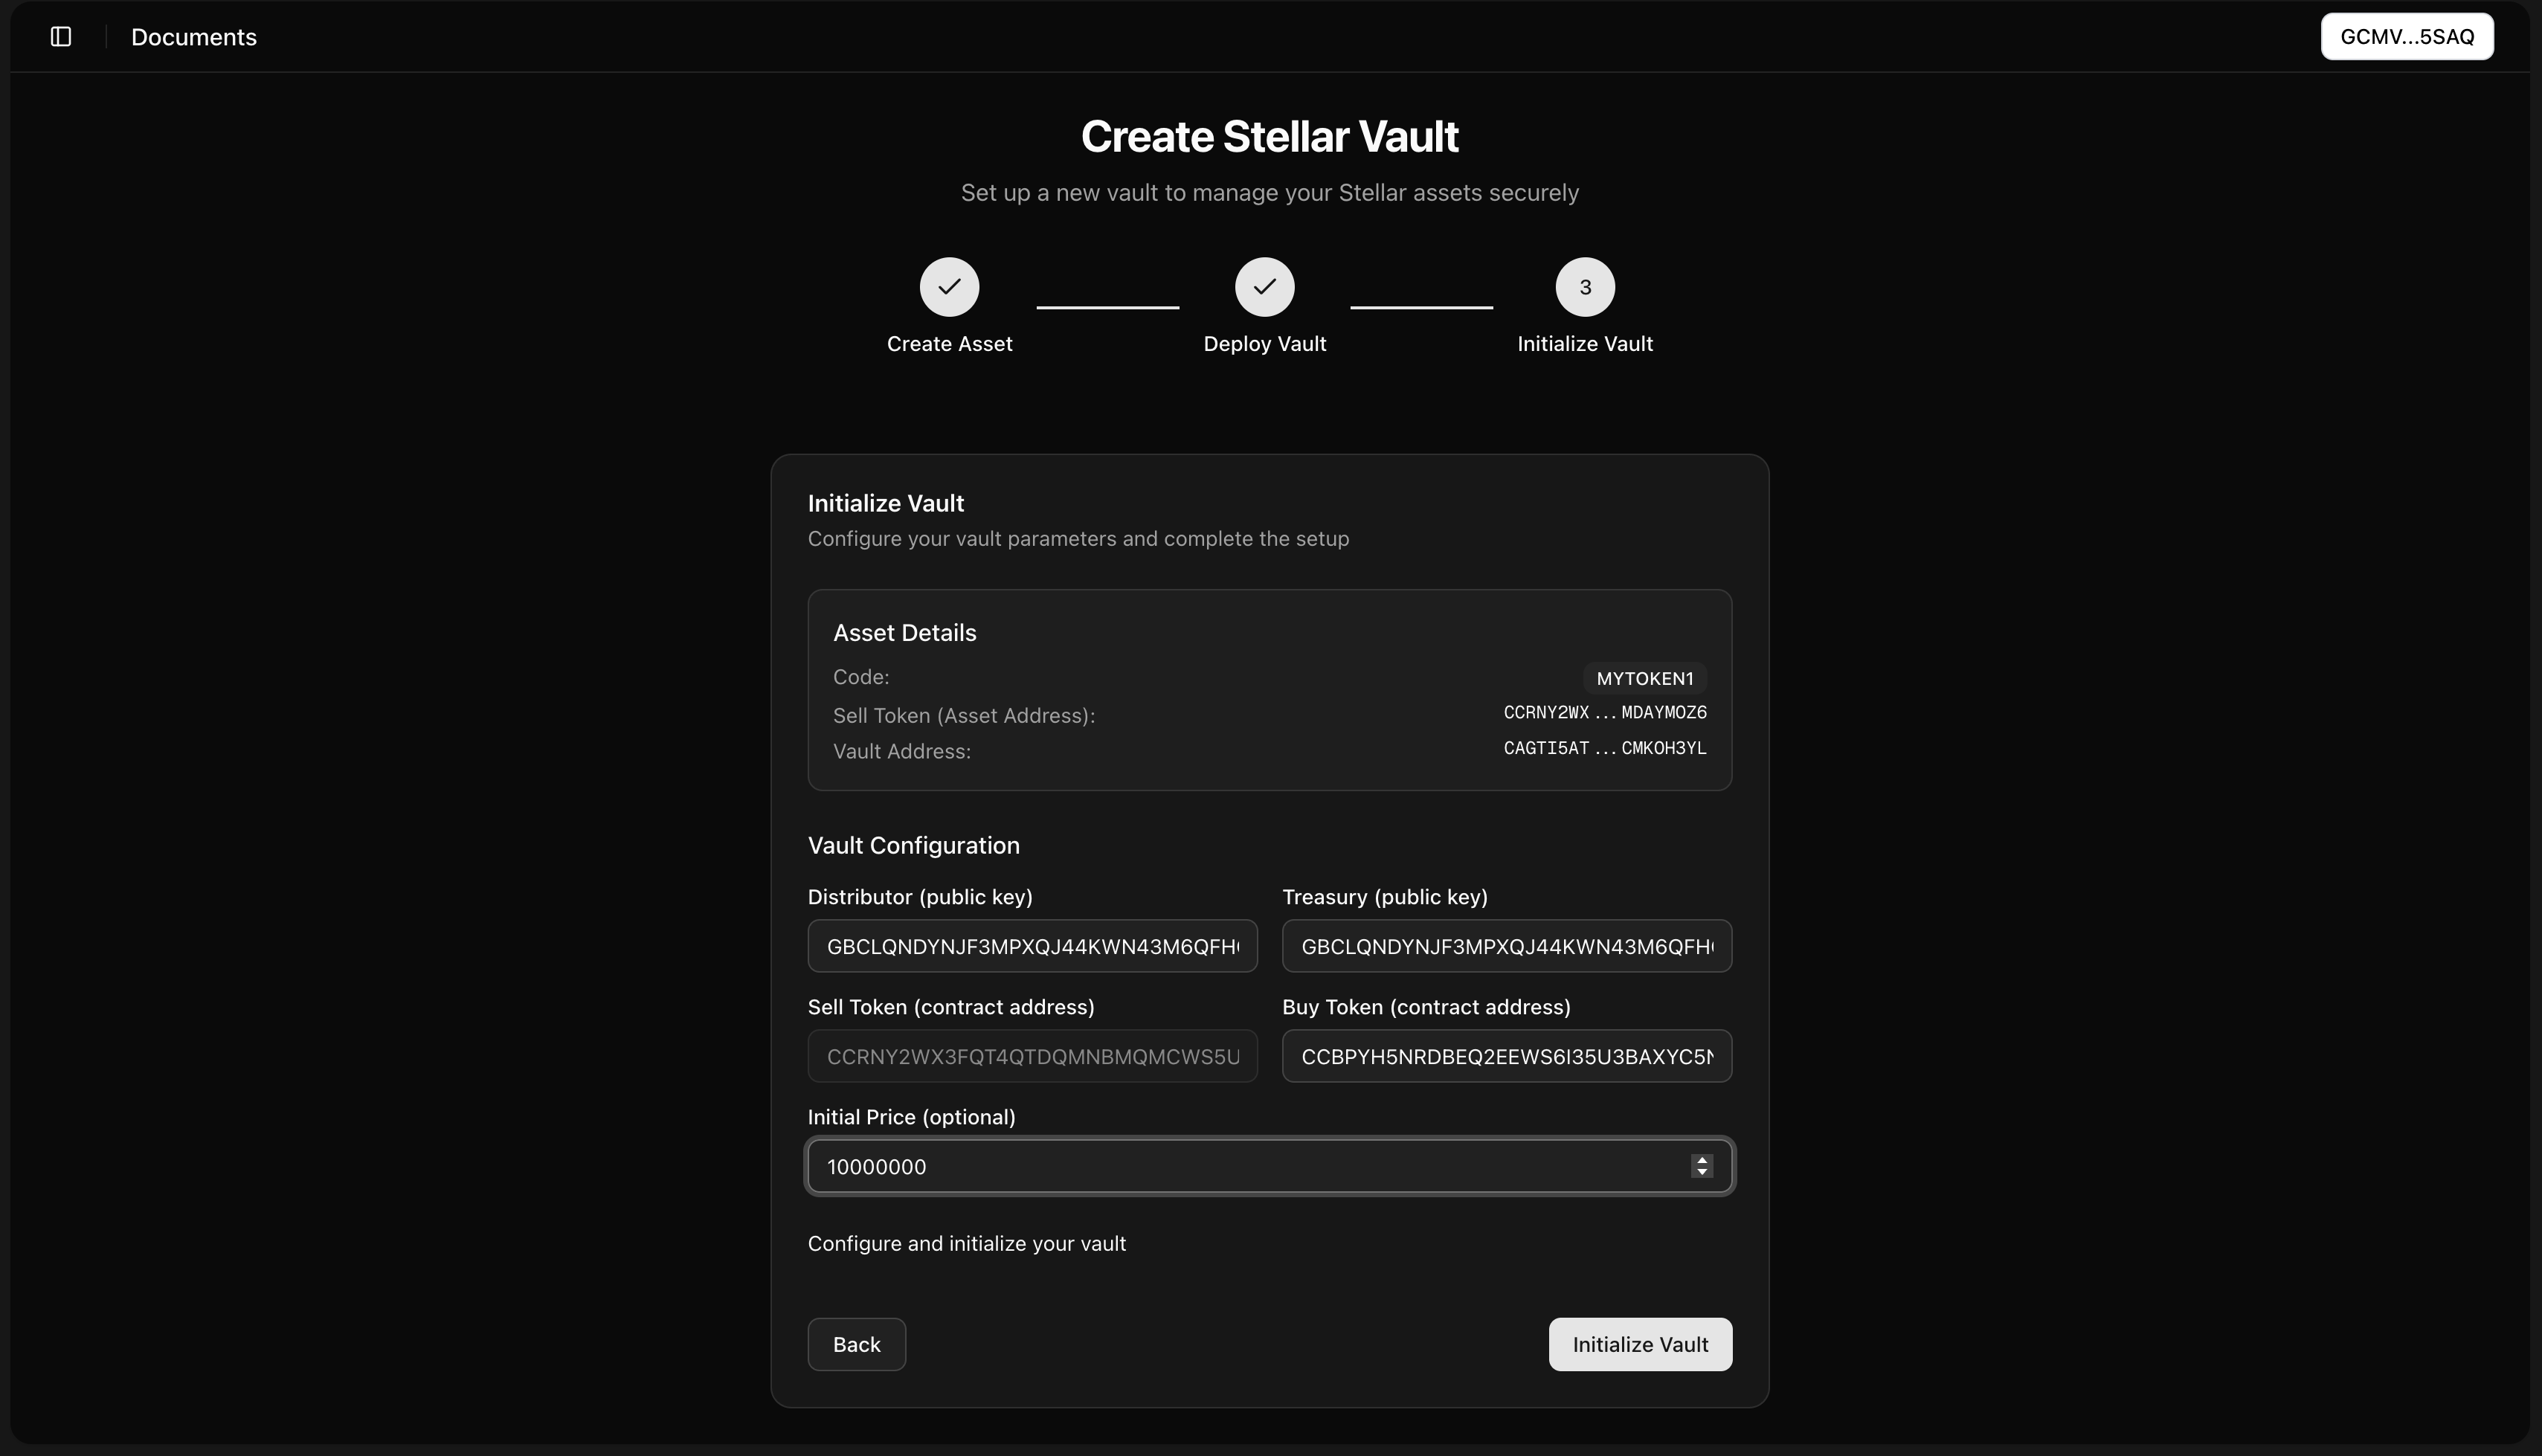 Documents
GCMV...5SAQ
Create Stellar Vault
Set up a new vault to manage your Stellar assets securely
3
Create Asset
Deploy Vault
Initialize Vault
Initialize Vault
Configure your vault parameters and complete the setup
Asset Details
Code:
MYTOKEN1
Sell Token (Asset Address):
CCRNY2WX...MDAYMOZ6
Vault Address:
CAGTI5AT...CMKOH3YL
Vault Configuration
Distributor (public key)
Treasury (public key)
GBCLQNDYNJF3MPXQJ44KWN43M6QFH
GBCLQNDYNJF3MPXQJ44KWN43M6QFH
Sell Token (contract address)
Buy Token (contract address)
CCRNY2WX3FQT4QTDQMNBMQMCWS5U
CCBPYH5NRDBEQ2EEWS6I35U3BAXYC5N
Initial Price (optional)
10000000
Configure and initialize your vault
Back
Initialize Vault